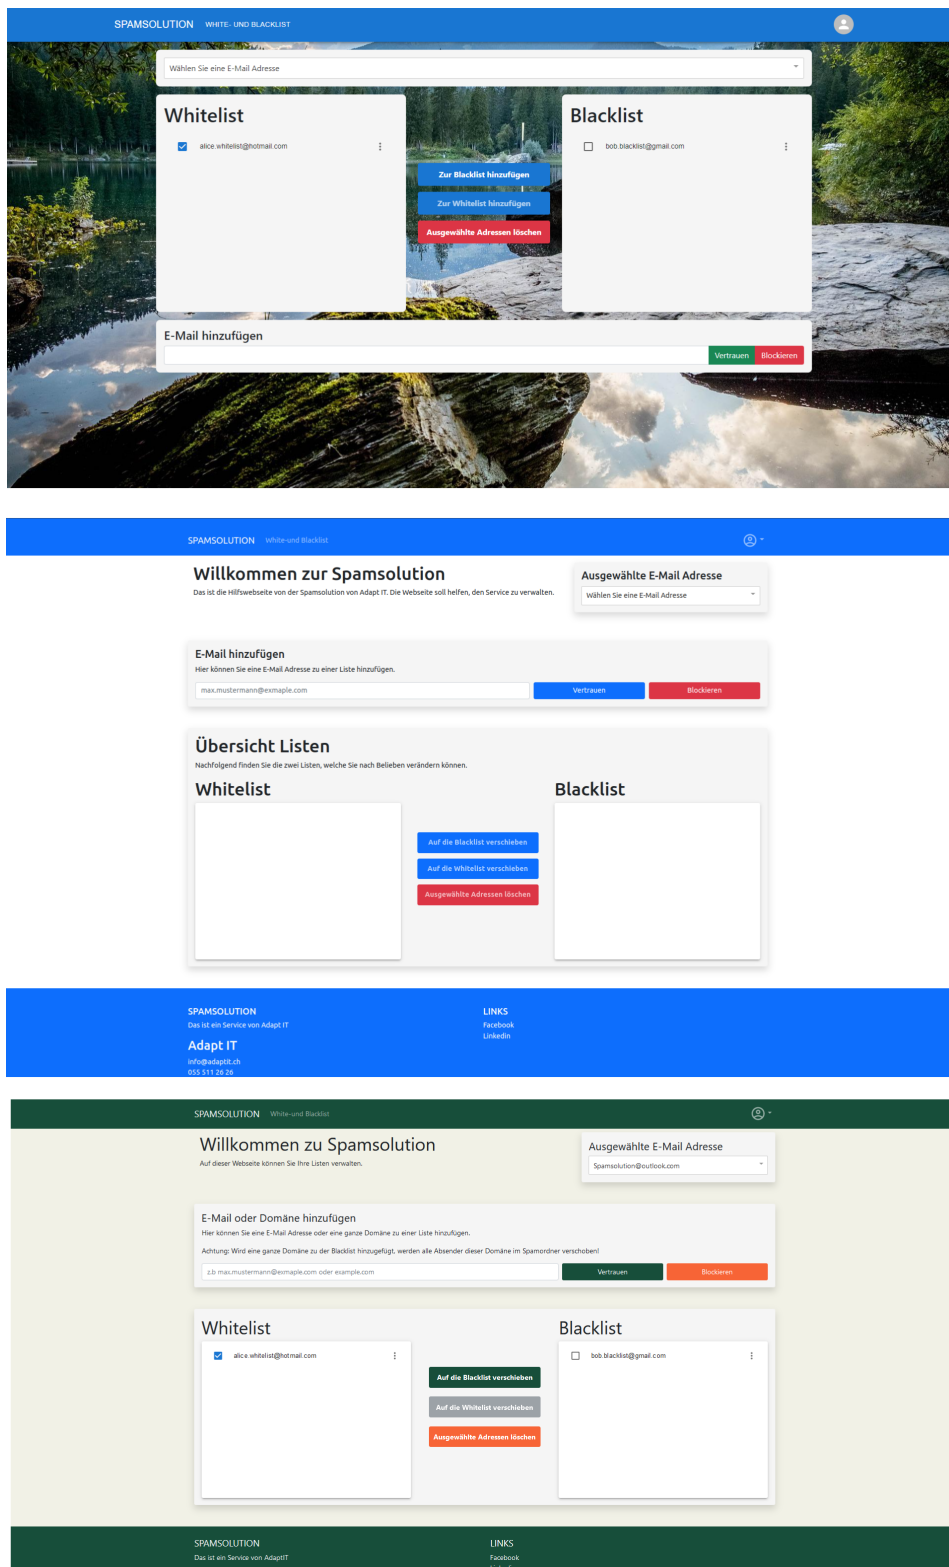 SPAMSOLUTION WHITE- UND BLACKLIST
Wählen Sie eine E-Mail Adresse
Whitelist
Blacklist
alice.whitelist@hotmail.com
bob.blacklist@gmail.com
Zur Blacklist hinzufügen
Zur Whitelist hinzufügen
Ausgewählte Adressen löschen
E-Mail hinzufügen
Vertrauen Blockieren
SPAMSOLUTION White-und Blacklist
Willkommen zur Spamsolution
Das ist die Hilfswebseite von der Spamsolution von Adapt IT. Die Webseite soll helfen, den Service zu verwalten.
Ausgewählte E-Mail Adresse
Wählen Sie eine E-Mail Adresse
E-Mail hinzufügen
Hier können Sie eine E-Mail Adresse zu einer Liste hinzufügen.
max.mustermann@exmaple.com Vertrauen Blockieren
Übersicht Listen
Nachfolgend finden Sie die zwei Listen, welche Sie nach Belieben verändern können.
Whitelist
Blacklist
Auf die Blacklist verschieben
Auf die Whitelist verschieben
Ausgewählte Adressen löschen
SPAMSOLUTION
Das ist ein Service von Adapt IT
Adapt IT
info@adaptit.ch
055 511 26 26
LINKS
Facebook
Linkedin
SPAMSOLUTION White-und Blacklist
Willkommen zu Spamsolution
Auf dieser Webseite können Sie Ihre Listen verwalten.
Ausgewählte E-Mail Adresse
Spamsolution@outlook.com
E-Mail oder Domäne hinzufügen
Hier können Sie eine E-Mail Adresse oder eine ganze Domäne zu einer Liste hinzufügen.
Achtung: Wird eine ganze Domäne zu der Blacklist hinzugefügt, werden alle Absender dieser Domäne im Spamordner verschoben!
z.b max.mustermann@exmaple.com oder example.com Vertrauen Blockieren
Whitelist
Blacklist
alice.whitelist@hotmail.com
bob.blacklist@gmail.com
Auf die Blacklist verschieben
Auf die Whitelist verschieben
Ausgewählte Adressen löschen
SPAMSOLUTION
Das ist ein Service von AdaptIT
LINKS
Facebook